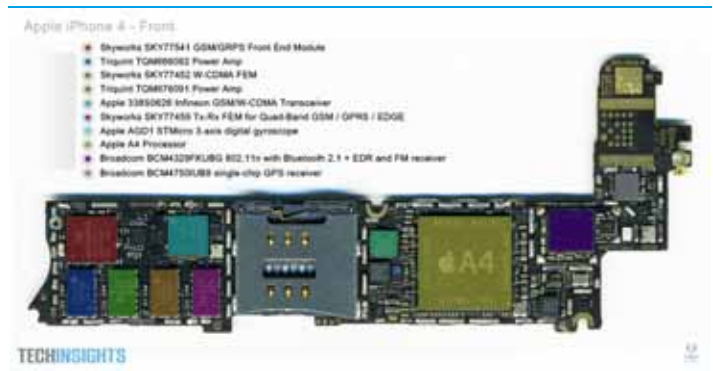 Apple iPhone 4 - Front
Skyworks SKY77541 GSM/GRPS Front End Module
Triquint Power Amp
Skyworks SKY77452 W-CDMA FEM
Triquint Power Amp
Apple 338S0626 Infineon GSM/W-CDMA Transceiver
Skyworks SKY77459 Tx-Rx FEM for Quad-Band GSM / GPRS / EDGE
Apple AGD1 STMicro 3-axis digital gyroscope
Apple A4 Processor
Broadcom BCM4329FKUBG 802.11n with Bluetooth 2.1 + EDR and FM receiver
Broadcom BCM4750IUB8 single-chip GPS receiver
A4
TECHINSIGHTS